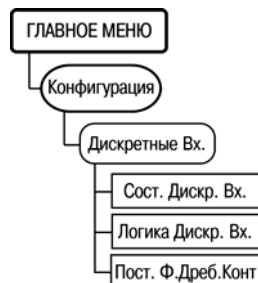 ГЛАВНОЕ МЕНЮ
Конфигурация
Дискретные Вх.
Сост. Дискр. Вх.
Логика Дискр. Вх.
Пост. Ф.Дреб.Конт